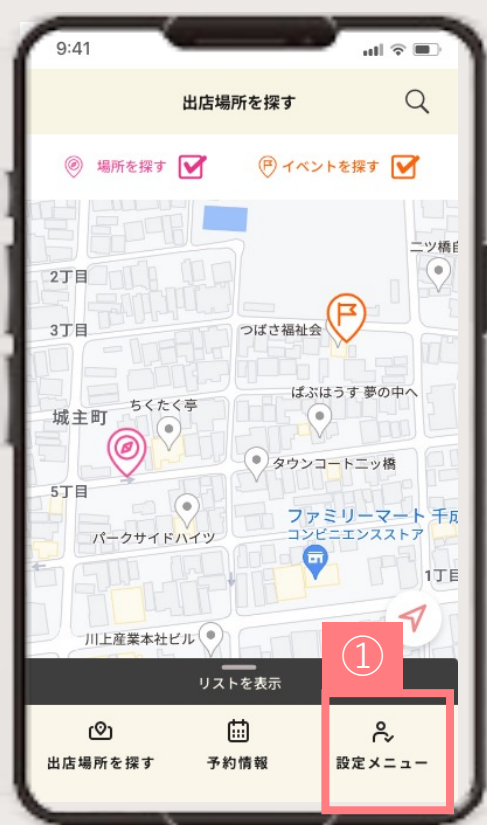 9:41
出店場所を探す
場所を探す
イベントを探す
二ツ橋
2丁目
3丁目
つばさ福祉会
ぱぶはうす 夢の中へ
ちくたく亭
城主町
タウンコートニッ橋
5丁目
ファミリーマート 千成
コンビニエンスストア
パークサイドハイツ
1丁目
川上産業本社ビル
①
リストを表示
出店場所を探す
予約情報
設定メニュー